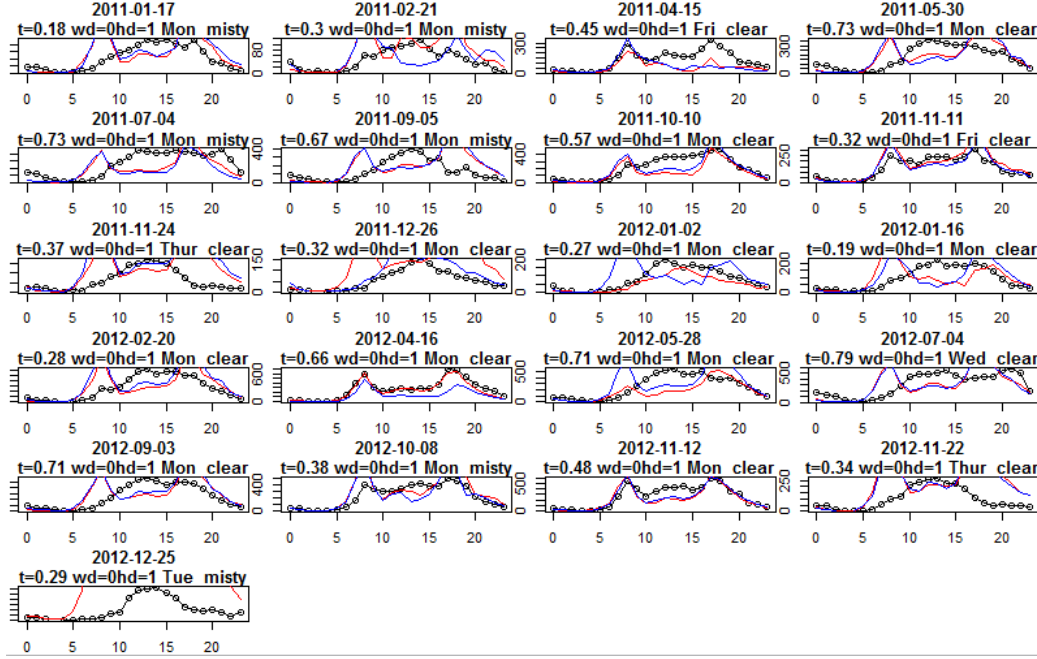 2011-01-17 2011-02-21 2011-04-15 2011-05-30
t=0.18 wd=0hd=1 Mon misty t=0.3 wd=0hd=1 Mon misty t=0.45 wd=0hd=1 Fri clear t=0.73 wd=0hd=1 Mon clear
0 80 0 300 0 300
0 5 10 15 20 0 5 10 15 20 0 5 10 15 20 0 5 10 15 20
2011-07-04 2011-09-05 2011-10-10 2011-11-11
t=0.73 wd=0hd=1 Mon misty t=0.67 wd=0hd=1 Mon misty t=0.57 wd=0hd=1 Mon clear t=0.32 wd=0hd=1 Fri clear
0 400 0 400 0 250
0 5 10 15 20 0 5 10 15 20 0 5 10 15 20 0 5 10 15 20
2011-11-24 2011-12-26 2012-01-02 2012-01-16
t=0.37 wd=0hd=1 Thur clear t=0.32 wd=0hd=1 Mon clear t=0.27 wd=0hd=1 Mon clear t=0.19 wd=0hd=1 Mon clear
0 150 0 200 0 200
0 5 10 15 20 0 5 10 15 20 0 5 10 15 20 0 5 10 15 20
2012-02-20 2012-04-16 2012-05-28 2012-07-04
t=0.28 wd=0hd=1 Mon clear t=0.66 wd=0hd=1 Mon clear t=0.71 wd=0hd=1 Mon clear t=0.79 wd=0hd=1 Wed clear
0 600 0 500 0 500
0 5 10 15 20 0 5 10 15 20 0 5 10 15 20 0 5 10 15 20
2012-09-03 2012-10-08 2012-11-12 2012-11-22
t=0.71 wd=0hd=1 Mon clear t=0.38 wd=0hd=1 Mon misty t=0.48 wd=0hd=1 Mon clear t=0.34 wd=0hd=1 Thur clear
0 400 0 500 0 250
0 5 10 15 20 0 5 10 15 20 0 5 10 15 20 0 5 10 15 20
2012-12-25
t=0.29 wd=0hd=1 Tue misty
0 5 10 15 20